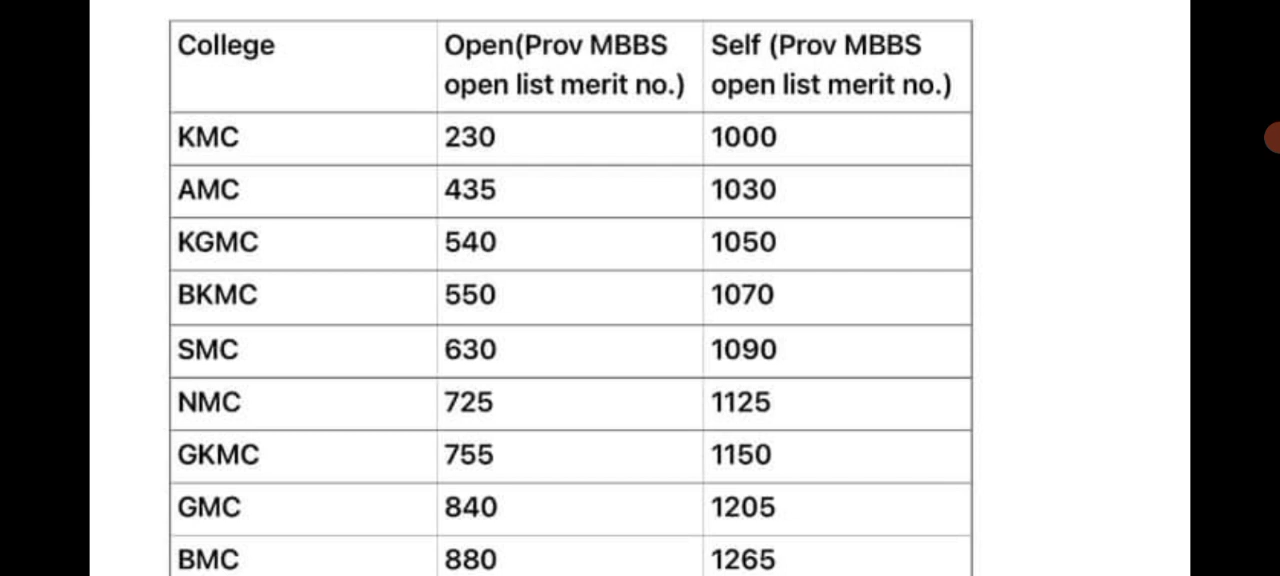 College Open(Prov MBBS open list merit no.) Self (Prov MBBS open list merit no.)
KMC 230 1000
AMC 435 1030
KGMC 540 1050
BKMC 550 1070
SMC 630 1090
NMC 725 1125
GKMC 755 1150
GMC 840 1205
BMC 880 1265